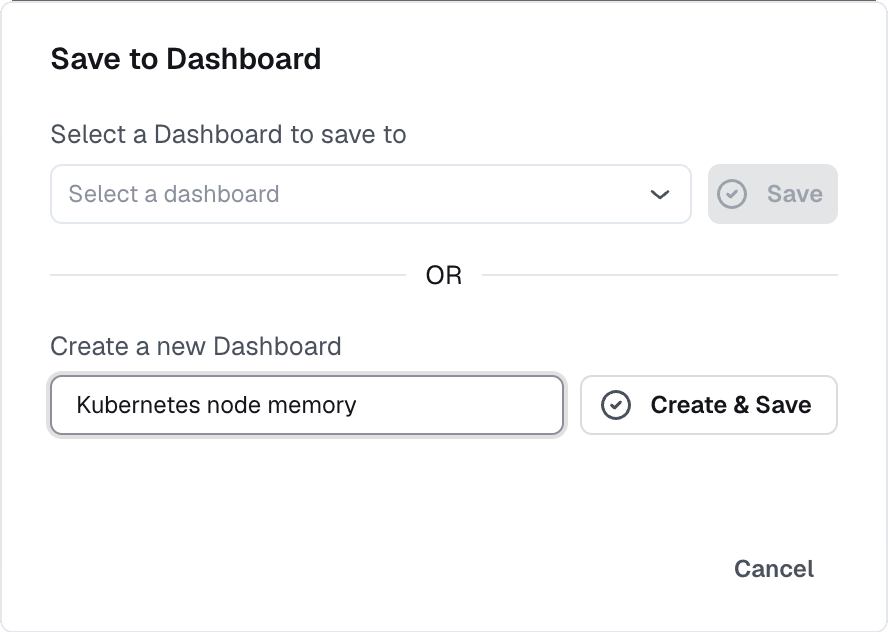 Save to Dashboard
Select a Dashboard to save to
Select a dashboard
Save
OR
Create a new Dashboard
Kubernetes node memory
Create & Save
Cancel